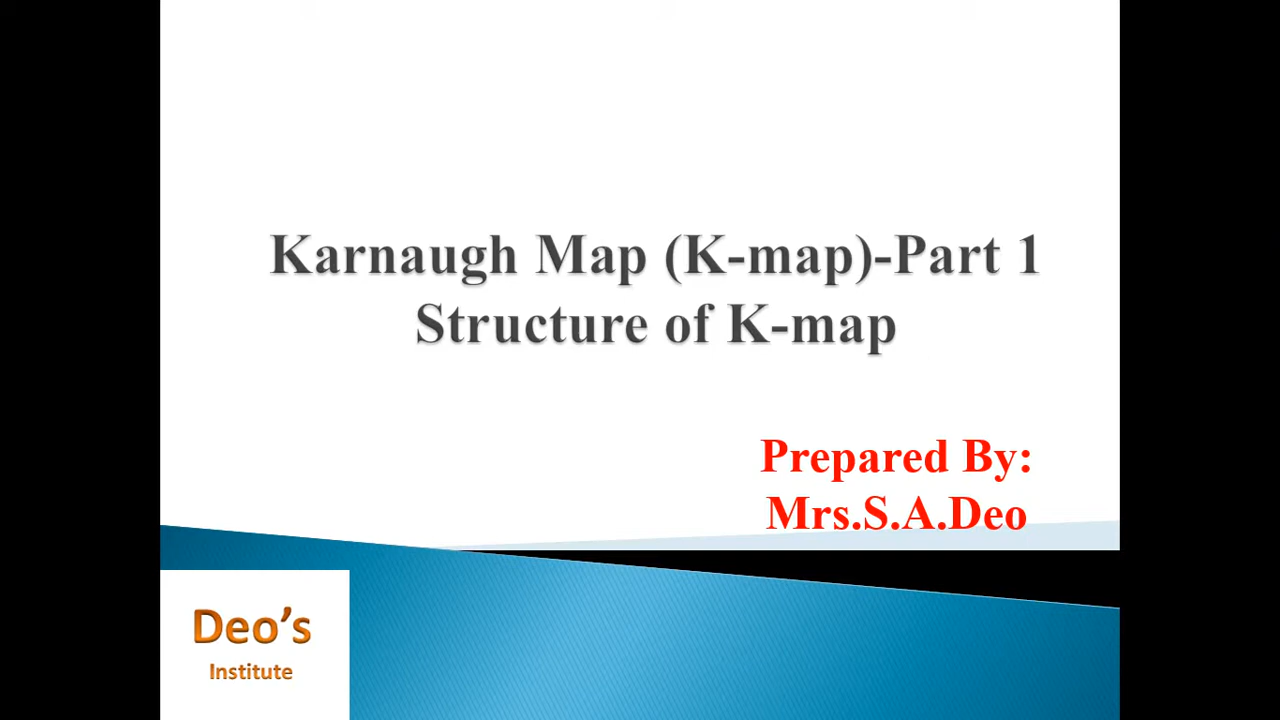 Karnaugh Map (K-map)-Part 1
Structure of K-map
Prepared By:
Mrs.S.A.Deo
Deo's
Institute